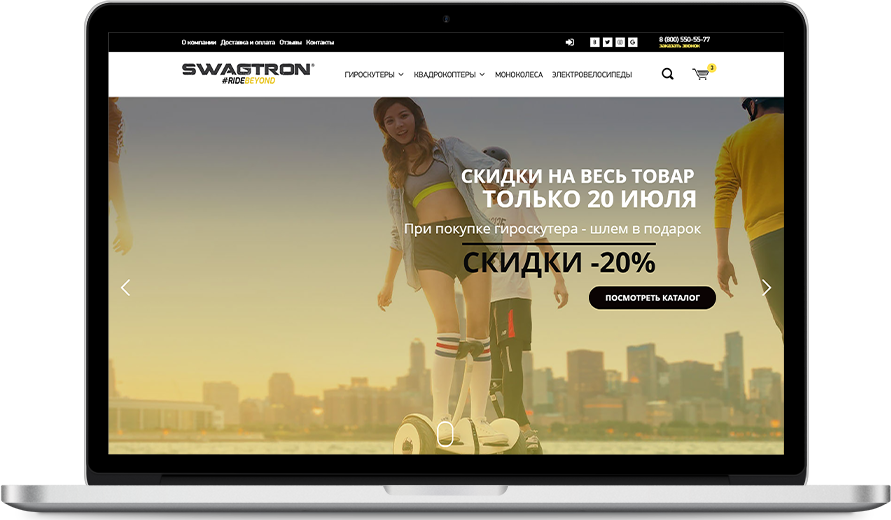 О компании Доставка и оплата Отзывы Контакты
8 (800) 550-55-77
заказать звонок
SWAGTRON®
#RIDEBEYOND
ГИРОСКУТЕРЫ КВАДРОКОПТЕРЫ МОНОКОЛЕСА ЭЛЕКТРОВЕЛОСИПЕДЫ
СКИДКИ НА ВЕСЬ ТОВАР
ТОЛЬКО 20 ИЮЛЯ
При покупке гироскутера - шлем в подарок
СКИДКИ -20%
ПОСМОТРЕТЬ КАТАЛОГ